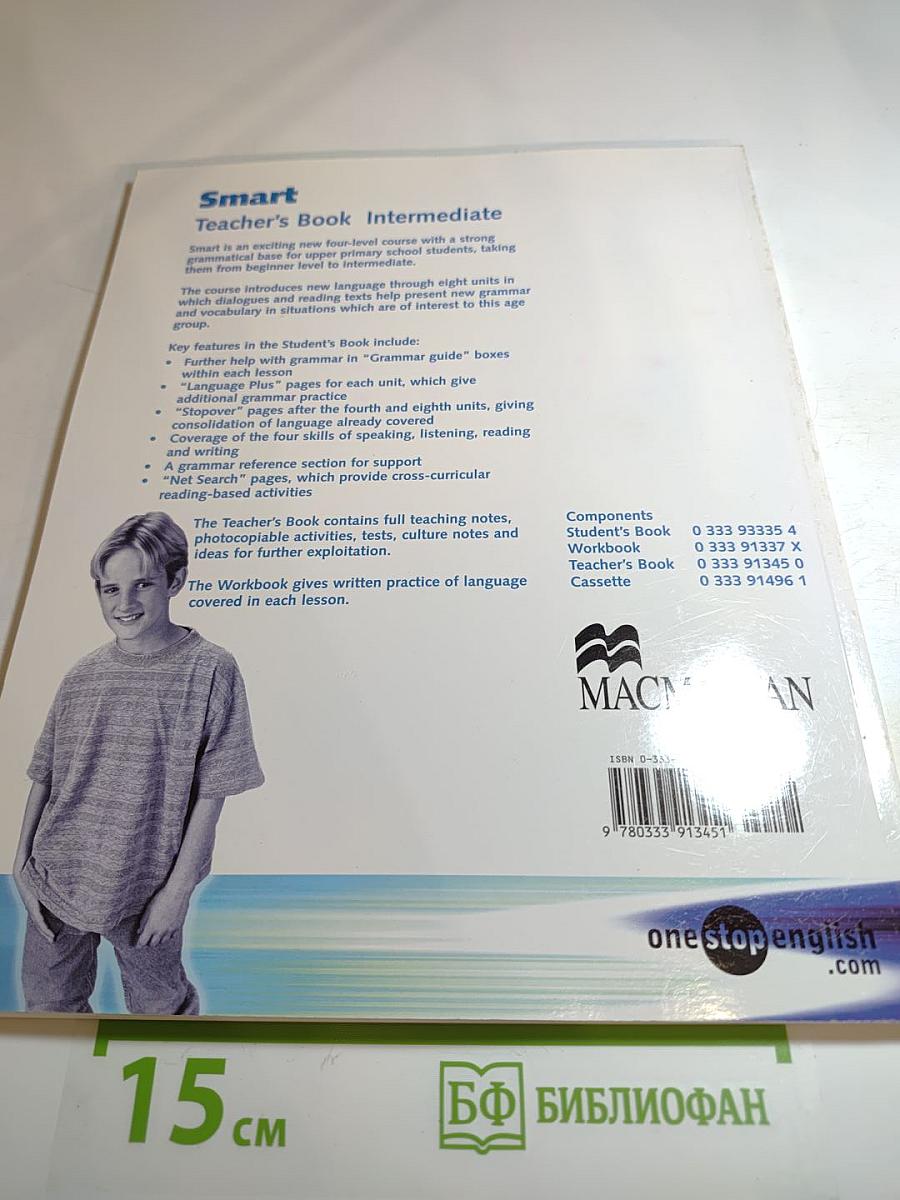 Smart
Teacher's Book Intermediate
Smart is an exciting new four-level course with a strong
grammatical base for upper primary school students, taking
them from beginner level to intermediate.
The course introduces new language through eight units in
which dialogues and reading texts help present new grammar
and vocabulary in situations which are of interest to this age
group.
Key features in the Student's Book include:
• Further help with grammar in "Grammar guide" boxes
within each lesson
• "Language Plus" pages for each unit, which give
additional grammar practice
• "Stopover" pages after the fourth and eighth units, giving
consolidation of language already covered
• Coverage of the four skills of speaking, listening, reading
and writing
• A grammar reference section for support
• "Net Search" pages, which provide cross-curricular
reading-based activities
The Teacher's Book contains full teaching notes,
photocopiable activities, tests, culture notes and
ideas for further exploitation.
The Workbook gives written practice of language
covered in each lesson.
Components
Student's Book 0 333 93335 4
Workbook 0 333 91337 X
Teacher's Book 0 333 91345 0
Cassette 0 333 91496 1
ISBN 0-333-
9 780333 913451
onestopenglish
.com
15 см
БФ БИБЛИОФАН